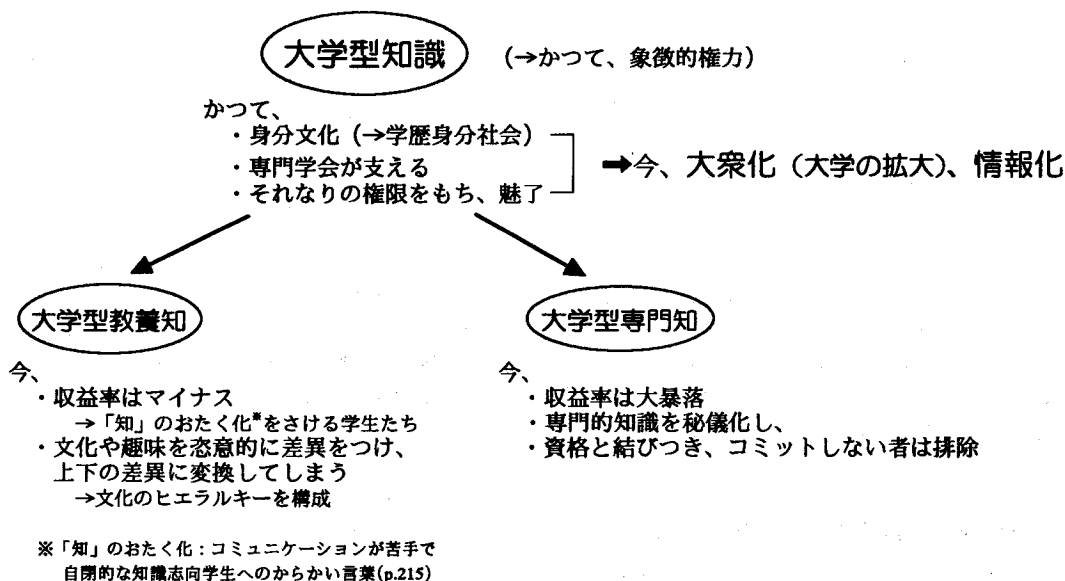 大学型知識 (→かつて、象徴的権力)
かつて、
・身分文化(→学歴身分社会)
・専門学会が支える
・それなりの権限をもち、魅了
➡今、大衆化(大学の拡大)、情報化
大学型教養知
今、
・収益率はマイナス
→「知」のおたく化*をさける学生たち
・文化や趣味を恣意的に差異をつけ、
上下の差異に変換してしまう
→文化のヒエラルキーを構成
※「知」のおたく化:コミュニケーションが苦手で
自閉的な知識志向学生へのからかい言葉(p.215)
大学型専門知
今、
・収益率は大暴落
・専門的知識を秘儀化し、
・資格と結びつき、コミットしない者は排除